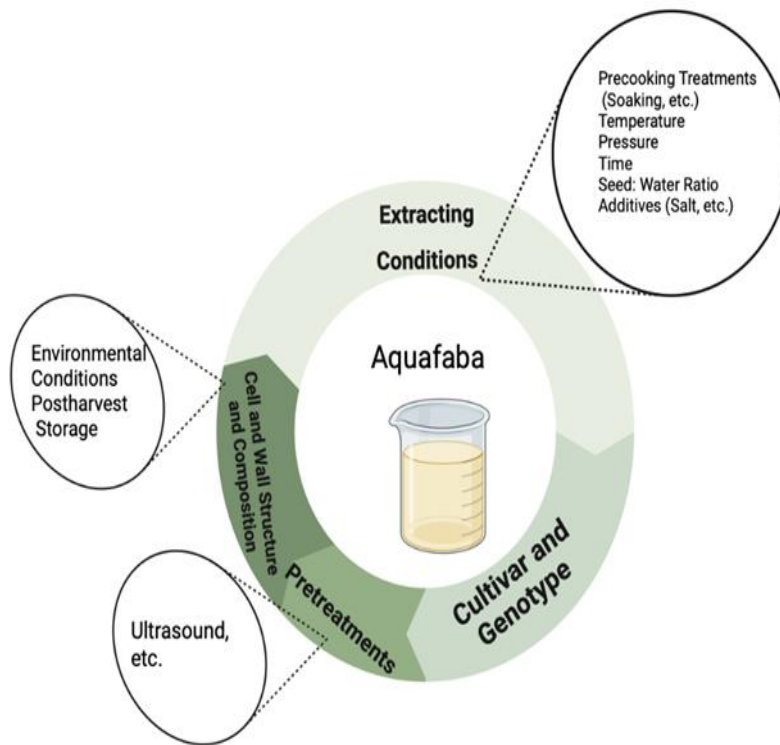 Precooking Treatments
(Soaking, etc.)
Temperature
Pressure
Time
Seed: Water Ratio
Additives (Salt, etc.)
Extracting
Conditions
Aquafaba
Environmental
Conditions
Postharvest
Storage
Cell and Wall Structure
and Composition
Cultivar and
Genotype
Pretreatments
Ultrasound,
etc.